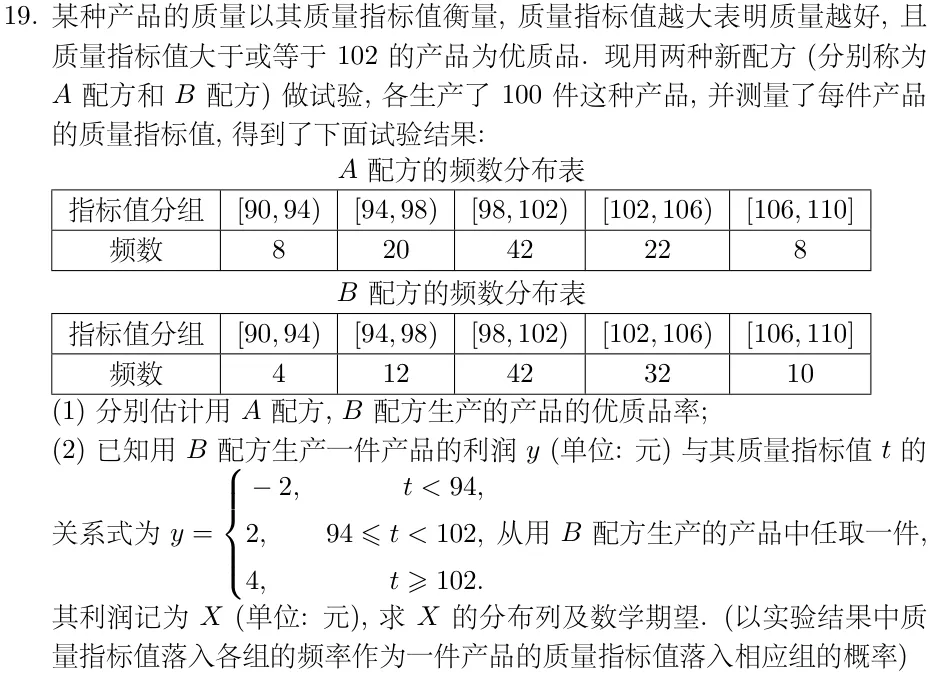 19. 某种产品的质量以其质量指标值衡量, 质量指标值越大表明质量越好, 且
质量指标值大于或等于 102 的产品为优质品. 现用两种新配方 (分别称为
A 配方和 B 配方) 做试验, 各生产了 100 件这种产品, 并测量了每件产品
的质量指标值, 得到了下面试验结果:
A 配方的频数分布表
指标值分组 [90, 94) [94, 98) [98, 102) [102, 106) [106, 110]
频数 8 20 42 22 8
B 配方的频数分布表
指标值分组 [90, 94) [94, 98) [98, 102) [102, 106) [106, 110]
频数 4 12 42 32 10
(1) 分别估计用 A 配方, B 配方生产的产品的优质品率;
(2) 已知用 B 配方生产一件产品的利润 y (单位: 元) 与其质量指标值 t 的
− 2, t < 94,
关系式为 y = { 2, 94 ⩽ t < 102, 从用 B 配方生产的产品中任取一件,
4, t ⩾ 102.
其利润记为 X (单位: 元), 求 X 的分布列及数学期望. (以实验结果中质
量指标值落入各组的频率作为一件产品的质量指标值落入相应组的概率)